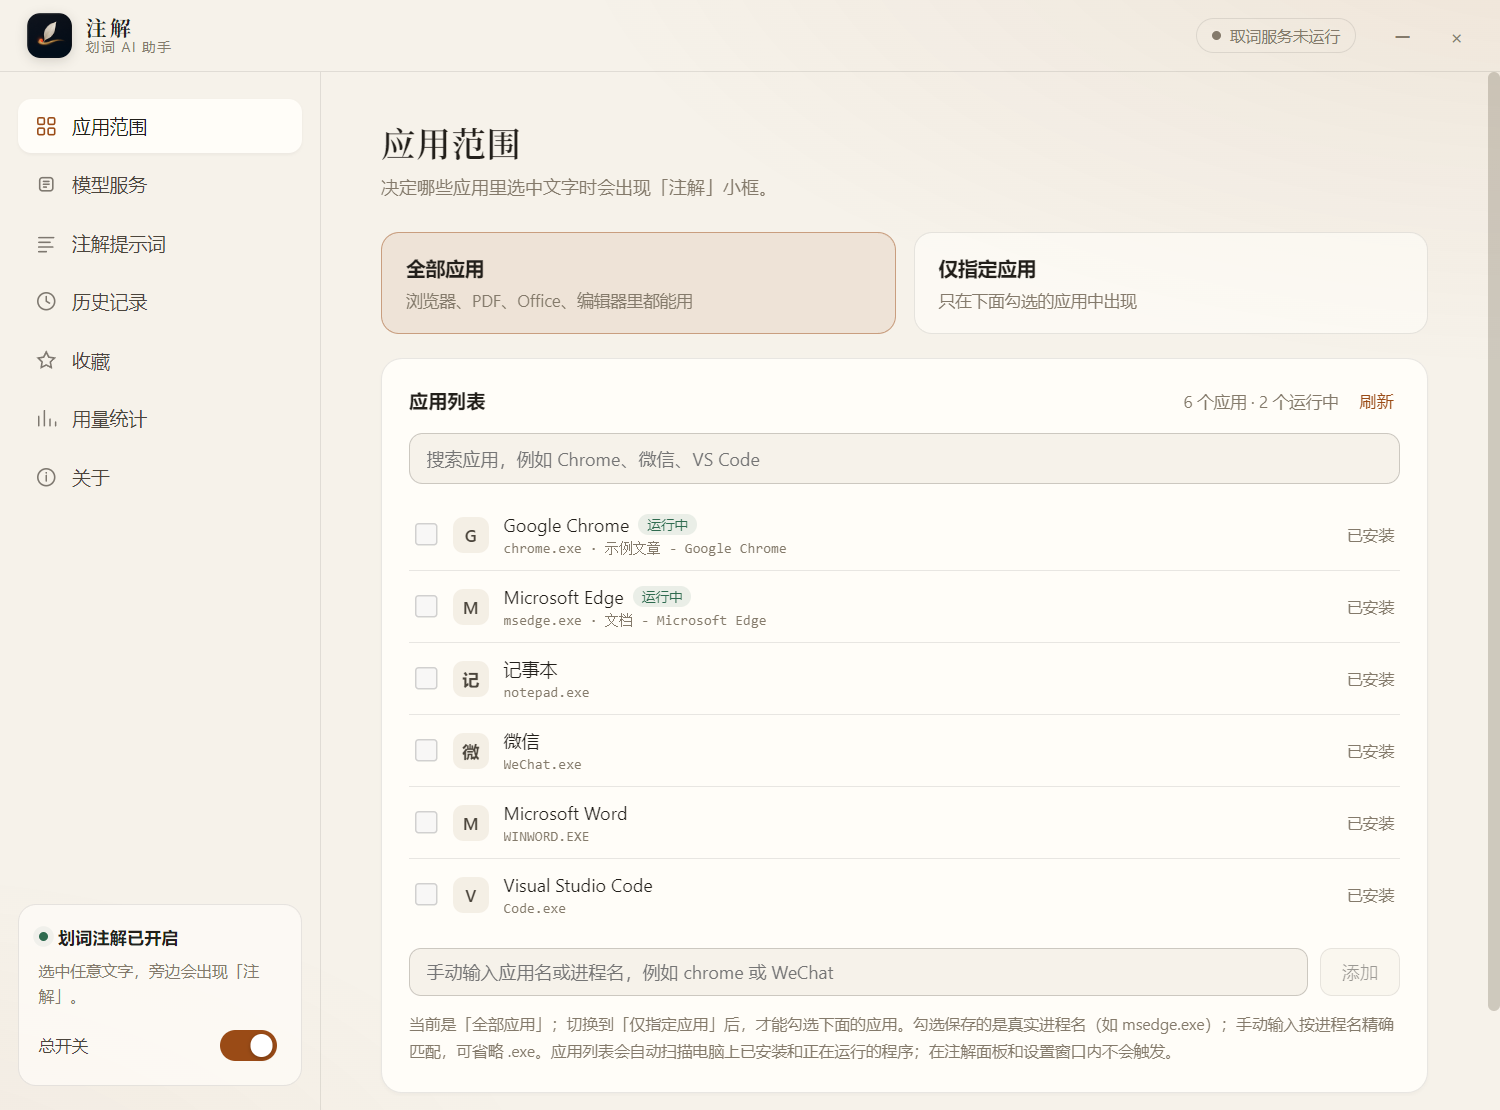 注解
划词 AI 助手
取词服务未运行
应用范围
模型服务
注解提示词
历史记录
收藏
用量统计
关于
划词注解已开启
选中任意文字，旁边会出现「注
解」。
总开关
应用范围
决定哪些应用里选中文字时会出现「注解」小框。
全部应用
浏览器、PDF、Office、编辑器里都能用
仅指定应用
只在下面勾选的应用中出现
应用列表
6 个应用 · 2 个运行中 刷新
搜索应用，例如 Chrome、微信、VS Code
G Google Chrome 运行中 已安装
chrome.exe · 示例文章 - Google Chrome
M Microsoft Edge 运行中 已安装
msedge.exe · 文档 - Microsoft Edge
记 记事本 已安装
notepad.exe
微 微信 已安装
WeChat.exe
M Microsoft Word 已安装
WINWORD.EXE
V Visual Studio Code 已安装
Code.exe
手动输入应用名或进程名，例如 chrome 或 WeChat 添加
当前是「全部应用」；切换到「仅指定应用」后，才能勾选下面的应用。勾选保存的是真实进程名（如 msedge.exe）；手动输入按进程名精确
匹配，可省略 .exe。应用列表会自动扫描电脑上已安装和正在运行的程序；在注解面板和设置窗口内不会触发。